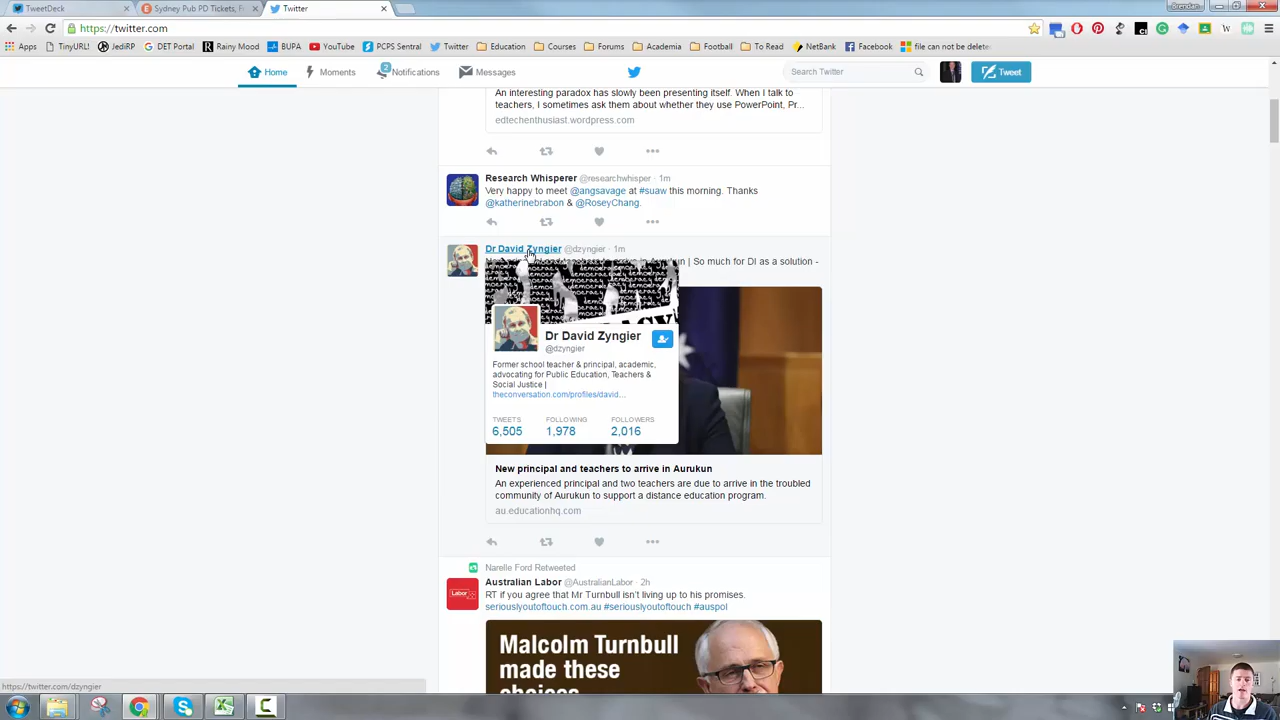 TweetDeck
Sydney Pub PD Tickets, F
Twitter
Brendan
https://twitter.com
Apps
TinyURL!
JediRP
DET Portal
Rainy Mood
BUPA
YouTube
PCPS Sentral
Twitter
Education
Courses
Forums
Academia
Football
To Read
NetBank
Facebook
file can not be delete
Home
Moments
2
Notifications
Messages
Search Twitter
Tweet
An interesting paradox has slowly been presenting itself. When I talk to
teachers, I sometimes ask them about whether they use PowerPoint, Pr...
edtechenthusiast.wordpress.com
Research Whisperer @researchwhisper · 1m
Very happy to meet @angsavage at #suaw this morning. Thanks
@katherinebrabon & @RoseyChang.
Dr David Zyngier @dzyngier · 1m
| So much for DI as a solution -
democracy
Dr David Zyngier
@dzyngier
Former school teacher & principal, academic,
advocating for Public Education, Teachers &
Social Justice |
theconversation.com/profiles/david...
TWEETS FOLLOWING FOLLOWERS
6,505 1,978 2,016
New principal and teachers to arrive in Aurukun
An experienced principal and two teachers are due to arrive in the troubled
community of Aurukun to support a distance education program.
au.educationhq.com
Narelle Ford Retweeted
Australian Labor @AustralianLabor · 2h
RT if you agree that Mr Turnbull isn't living up to his promises.
seriouslyoutoftouch.com.au #seriouslyoutoftouch #auspol
Labor
Malcolm Turnbull
made these
choices
https://twitter.com/dzyngier